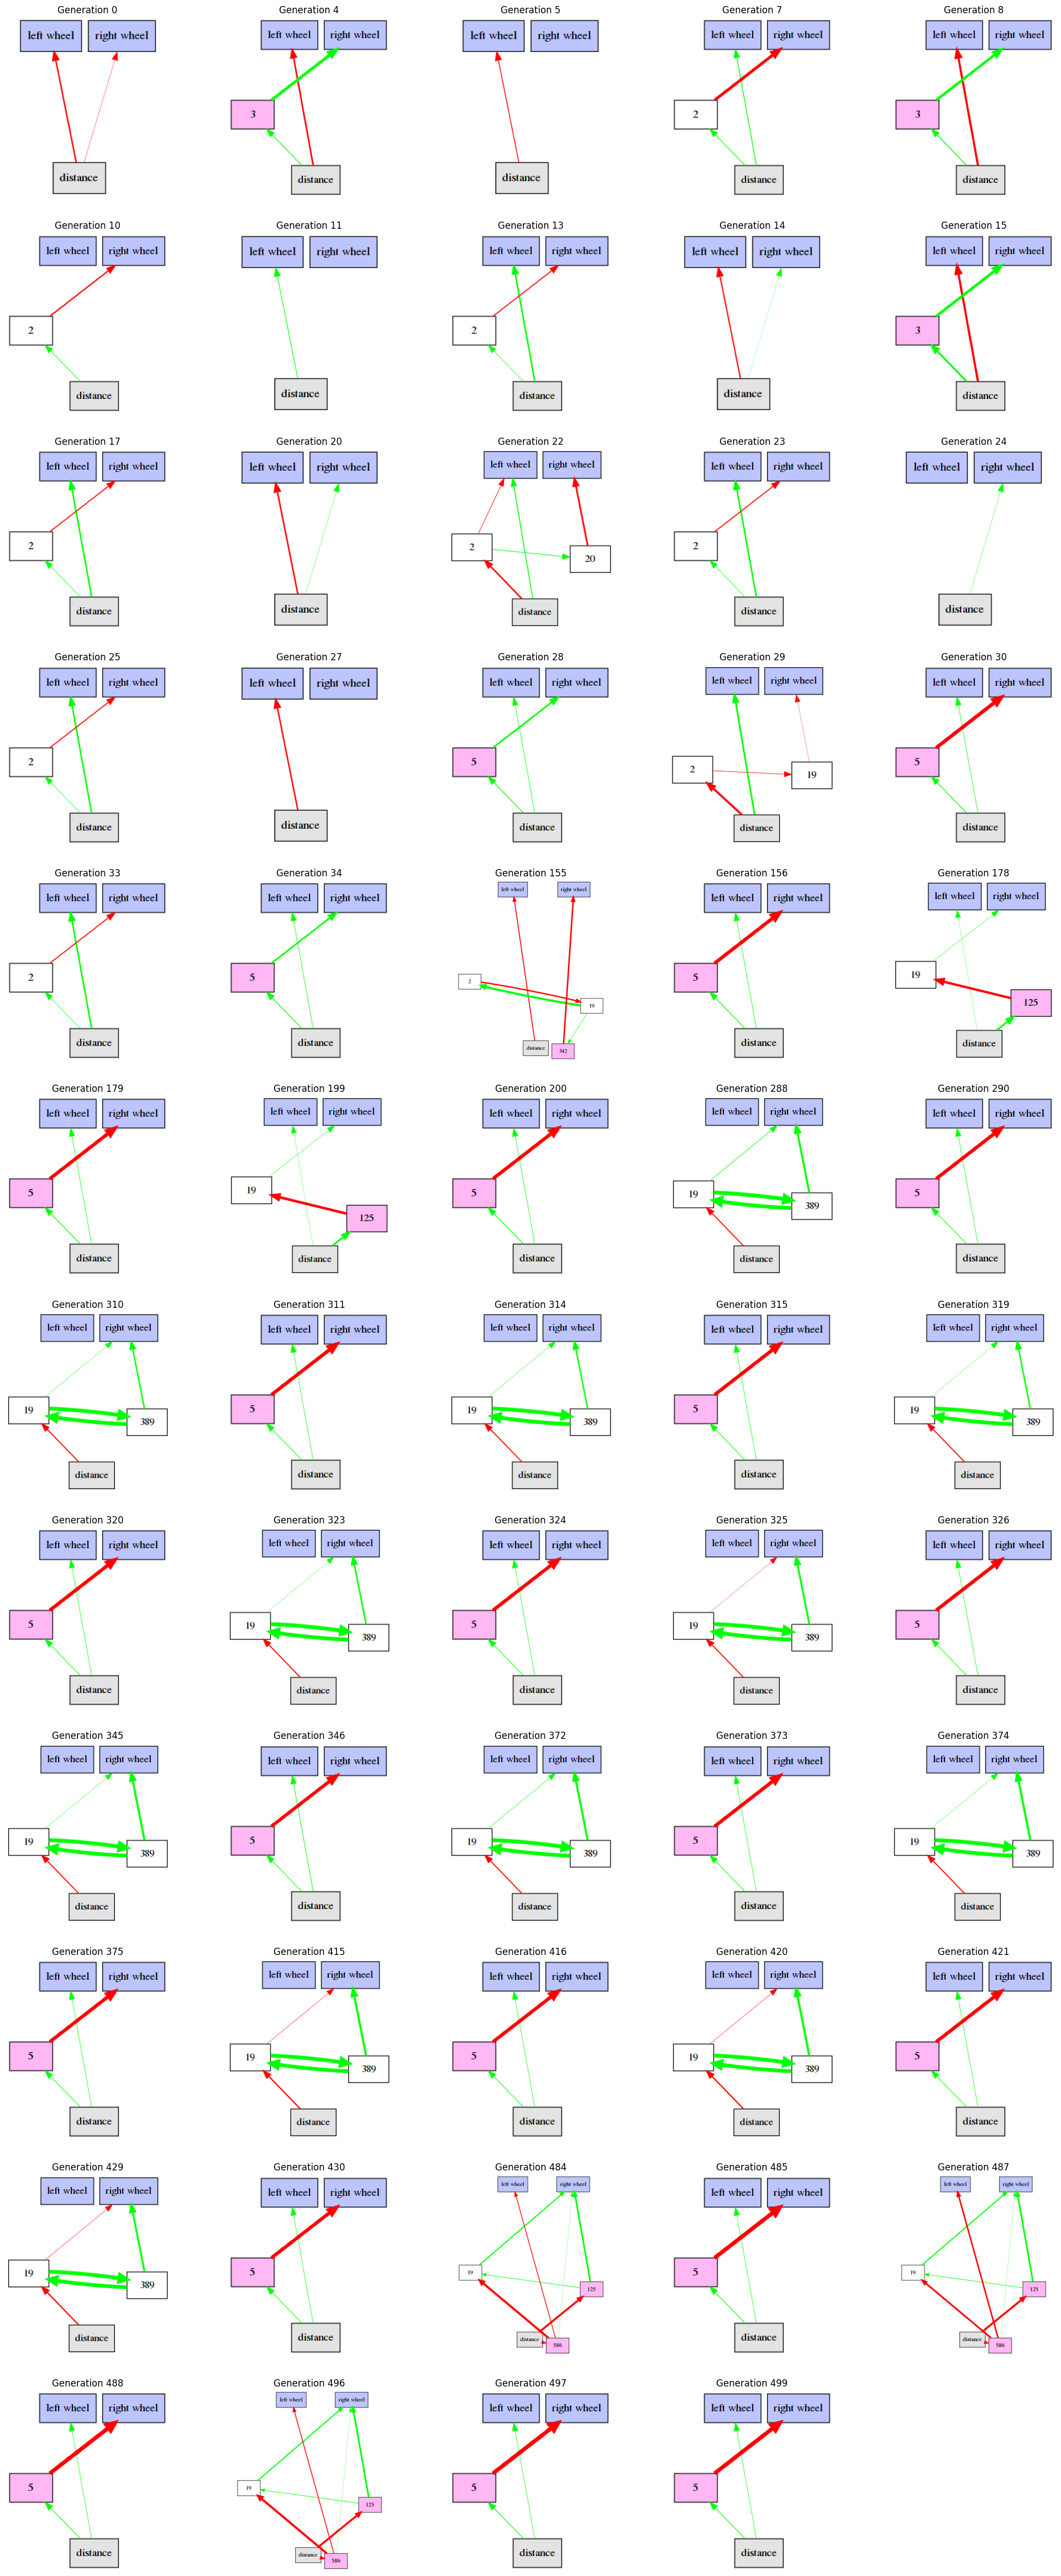 Generation 0
left wheel right wheel
distance
Generation 4
left wheel right wheel
3
distance
Generation 5
left wheel right wheel
distance
Generation 7
left wheel right wheel
2
distance
Generation 8
left wheel right wheel
3
distance
Generation 10
left wheel right wheel
2
distance
Generation 11
left wheel right wheel
distance
Generation 13
left wheel right wheel
2
distance
Generation 14
left wheel right wheel
distance
Generation 15
left wheel right wheel
3
distance
Generation 17
left wheel right wheel
2
distance
Generation 20
left wheel right wheel
distance
Generation 22
left wheel right wheel
2
20
distance
Generation 23
left wheel right wheel
2
distance
Generation 24
left wheel right wheel
distance
Generation 25
left wheel right wheel
2
distance
Generation 27
left wheel right wheel
distance
Generation 28
left wheel right wheel
5
distance
Generation 29
left wheel right wheel
2
19
distance
Generation 30
left wheel right wheel
5
distance
Generation 33
left wheel right wheel
2
distance
Generation 34
left wheel right wheel
5
distance
Generation 155
left wheel right wheel
2
19
distance
342
Generation 156
left wheel right wheel
5
distance
Generation 178
left wheel right wheel
19
125
distance
Generation 179
left wheel right wheel
5
distance
Generation 199
left wheel right wheel
19
125
distance
Generation 200
left wheel right wheel
5
distance
Generation 288
left wheel right wheel
19
389
distance
Generation 290
left wheel right wheel
5
distance
Generation 310
left wheel right wheel
19
389
distance
Generation 311
left wheel right wheel
5
distance
Generation 314
left wheel right wheel
19
389
distance
Generation 315
left wheel right wheel
5
distance
Generation 319
left wheel right wheel
19
389
distance
Generation 320
left wheel right wheel
5
distance
Generation 323
left wheel right wheel
19
389
distance
Generation 324
left wheel right wheel
5
distance
Generation 325
left wheel right wheel
19
389
distance
Generation 326
left wheel right wheel
5
distance
Generation 345
left wheel right wheel
19
389
distance
Generation 346
left wheel right wheel
5
distance
Generation 372
left wheel right wheel
19
389
distance
Generation 373
left wheel right wheel
5
distance
Generation 374
left wheel right wheel
19
389
distance
Generation 375
left wheel right wheel
5
distance
Generation 415
left wheel right wheel
19
389
distance
Generation 416
left wheel right wheel
5
distance
Generation 420
left wheel right wheel
19
389
distance
Generation 421
left wheel right wheel
5
distance
Generation 429
left wheel right wheel
19
389
distance
Generation 430
left wheel right wheel
5
distance
Generation 484
left wheel right wheel
19
125
distance
586
Generation 485
left wheel right wheel
5
distance
Generation 487
left wheel right wheel
19
125
distance
586
Generation 488
left wheel right wheel
5
distance
Generation 496
left wheel right wheel
19
125
distance
586
Generation 497
left wheel right wheel
5
distance
Generation 499
left wheel right wheel
5
distance